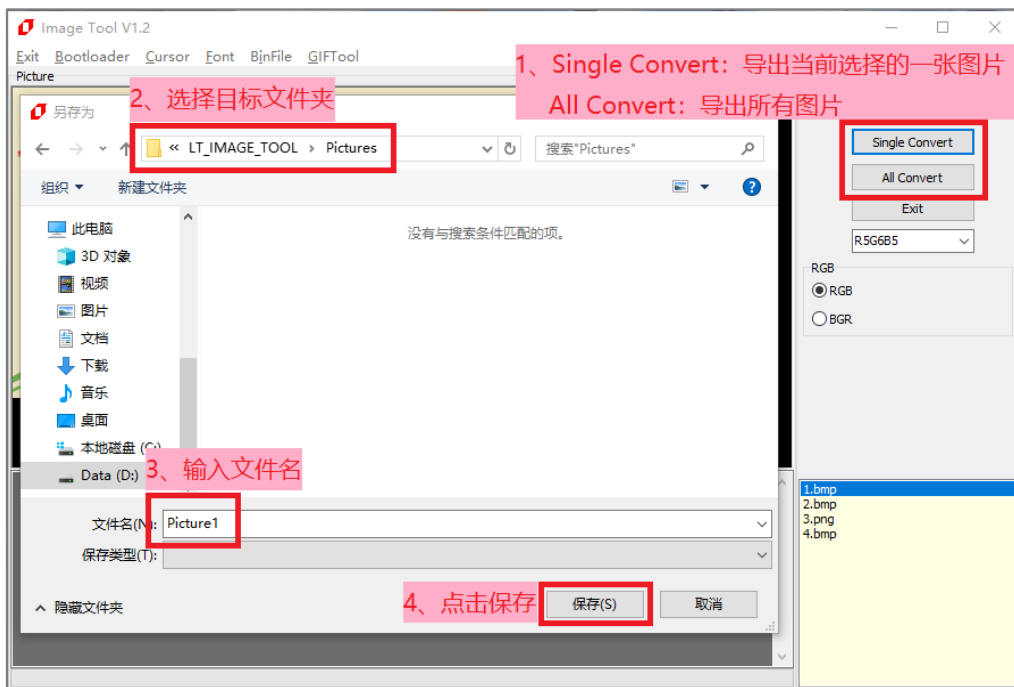 Image Tool V1.2
Exit Bootloader Cursor Font BinFile GIFTool
Picture
1、Single Convert：导出当前选择的一张图片
All Convert：导出所有图片
2、选择目标文件夹
另存为
« LT_IMAGE_TOOL › Pictures
搜索"Pictures"
Single Convert
All Convert
Exit
R5G6B5
RGB
RGB
BGR
组织
新建文件夹
没有与搜索条件匹配的项。
此电脑
3D 对象
视频
图片
文档
下载
音乐
桌面
本地磁盘 (C:)
Data (D:)
3、输入文件名
文件名(N): Picture1
保存类型(T):
4、点击保存
隐藏文件夹
保存(S)
取消
1.bmp
2.bmp
3.png
4.bmp